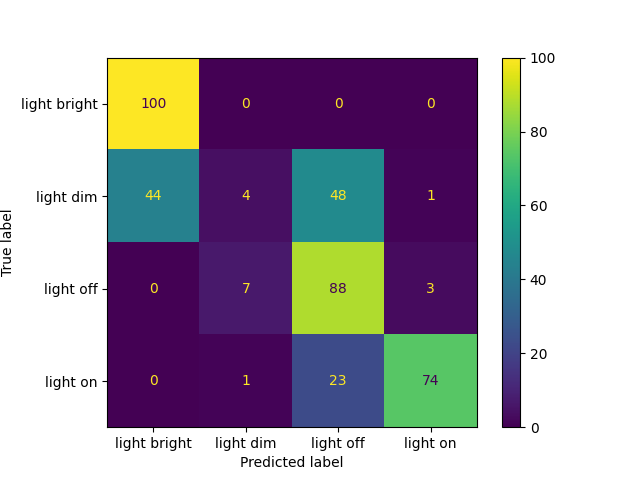 True label
light bright 100 0 0 0
light dim 44 4 48 1
light off 0 7 88 3
light on 0 1 23 74
light bright light dim light off light on
Predicted label
100
80
60
40
20
0